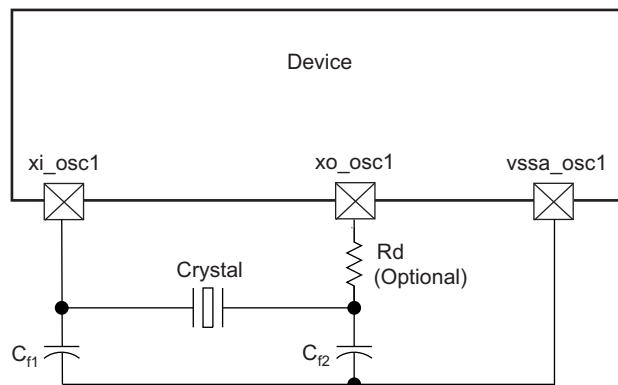 Device
xi_osc1
xo_osc1
vssa_osc1
Rd
(Optional)
Crystal
Cf1
Cf2